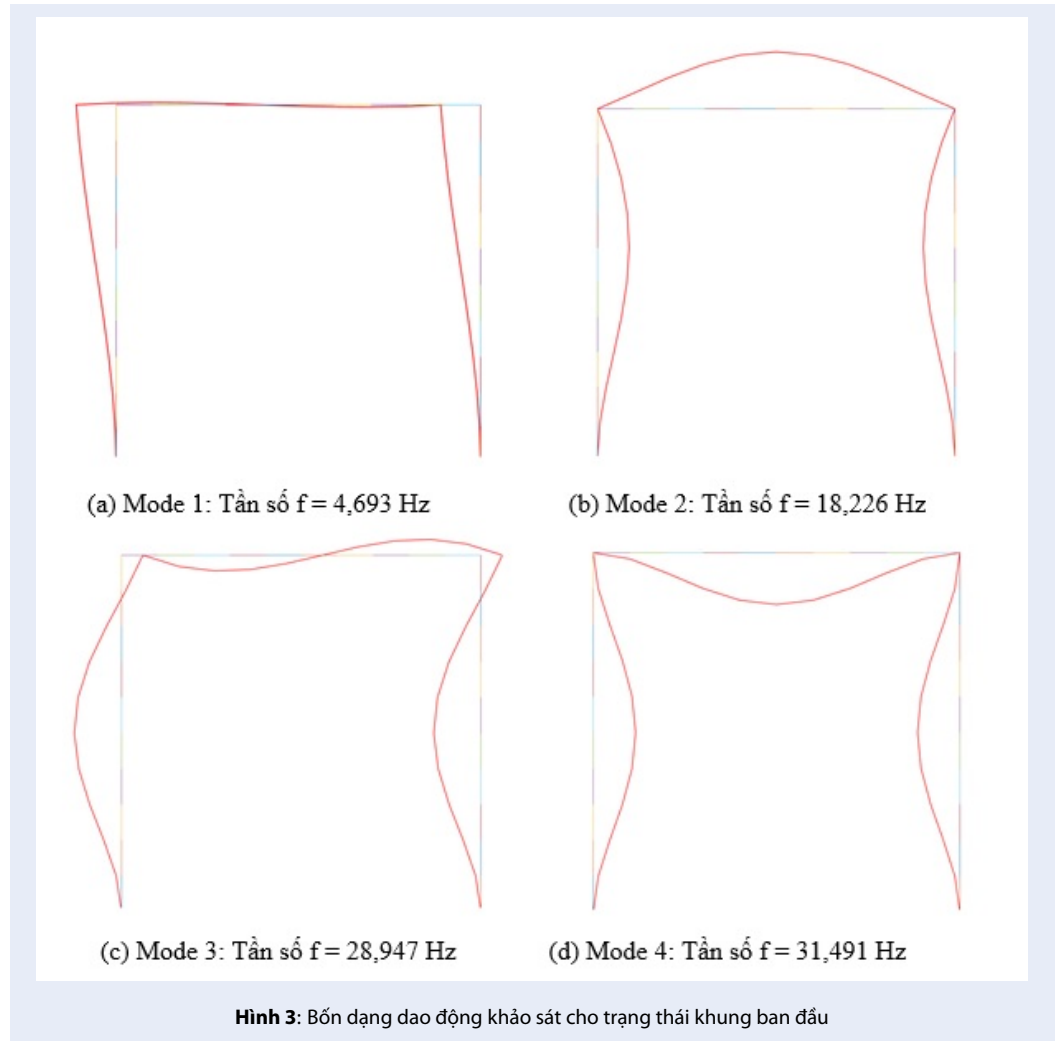 (a) Mode 1: Tần số f = 4,693 Hz
(b) Mode 2: Tần số f = 18,226 Hz
(c) Mode 3: Tần số f = 28,947 Hz
(d) Mode 4: Tần số f = 31,491 Hz
Hình 3: Bốn dạng dao động khảo sát cho trạng thái khung ban đầu